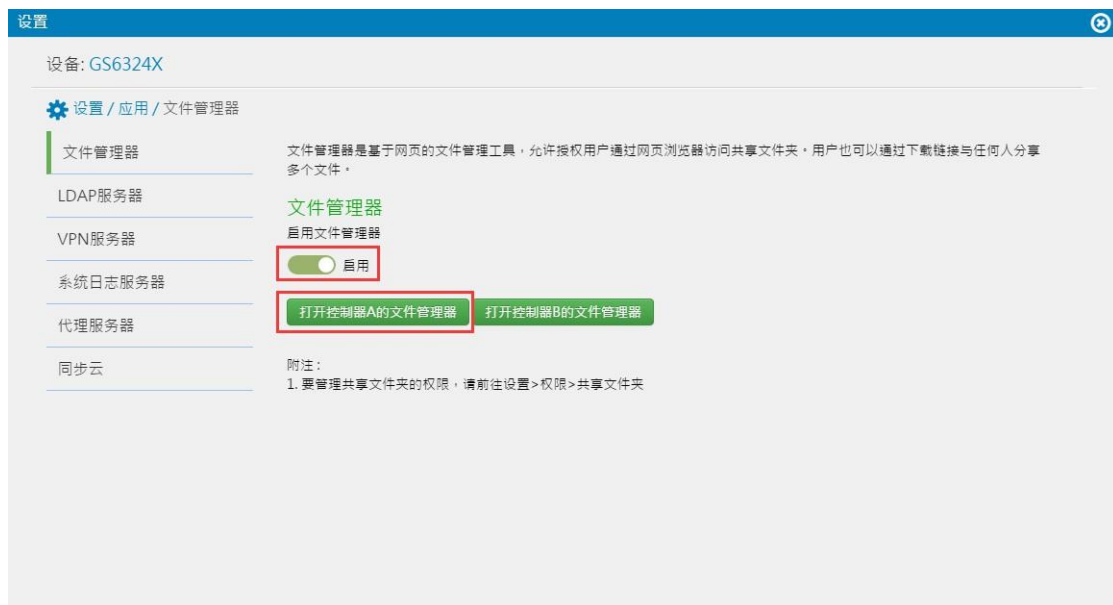 设置
设备: GS6324X
设置 / 应用 / 文件管理器
文件管理器
LDAP服务器
VPN服务器
系统日志服务器
代理服务器
同步云
文件管理器是基于网页的文件管理工具，允许授权用户通过网页浏览器访问共享文件夹。用户也可以通过下载链接与任何人分享
多个文件。
文件管理器
启用文件管理器
启用
打开控制器A的文件管理器 打开控制器B的文件管理器
附注：
1. 要管理共享文件夹的权限，请前往设置>权限>共享文件夹